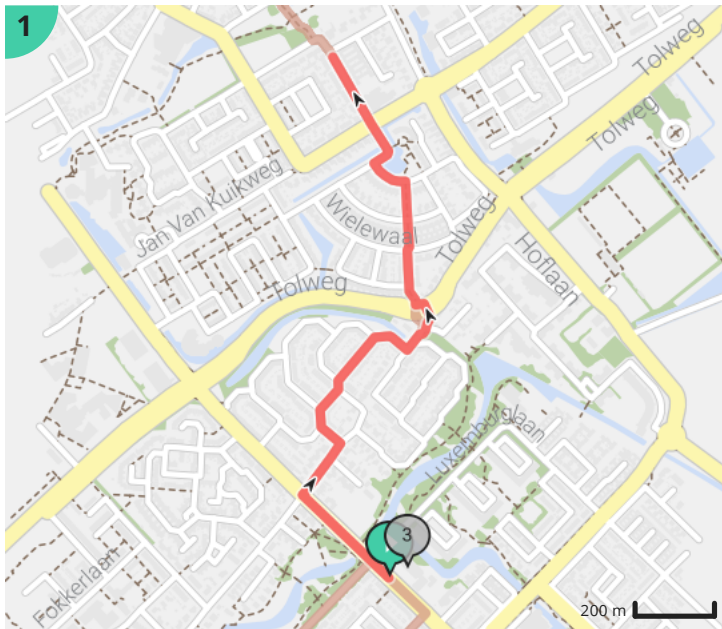 1
Tolweg
Tolweg
Jan Van Kuikweg
Wielewaal
Tolweg
Hoflaan
Tolweg
Luxemburglaan
3
Fokkerlaan
200 m